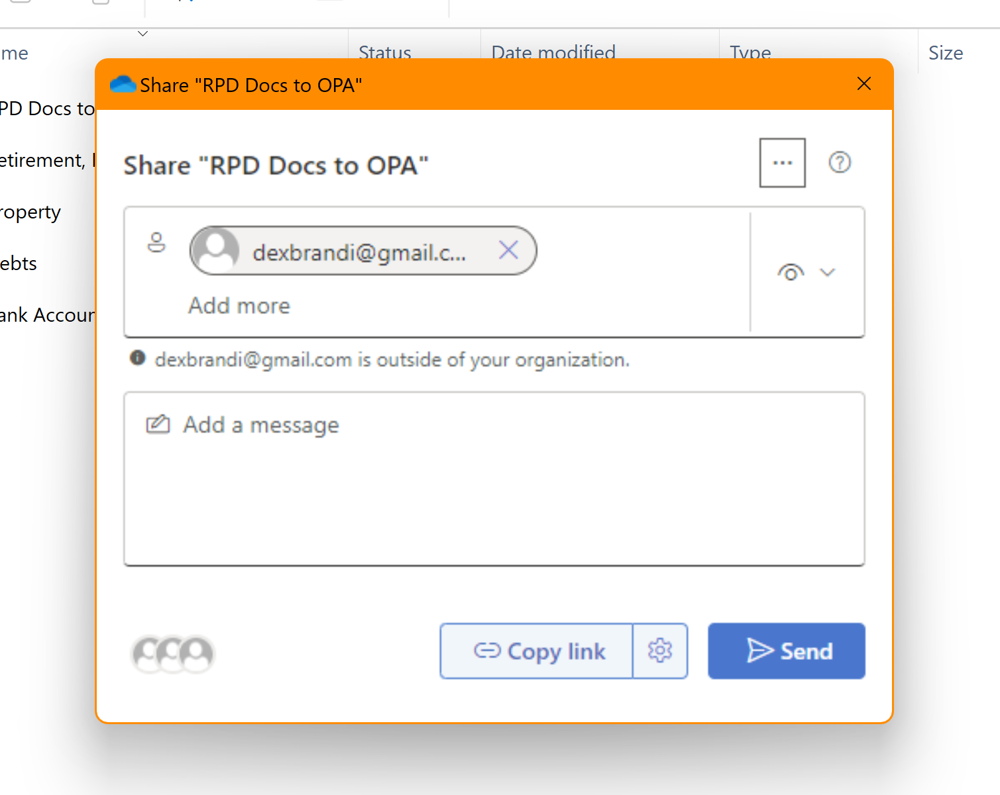 me
Status
Date modified
Type
Size
Share "RPD Docs to OPA"
PD Docs to
etirement,
roperty
ebts
ank Accour
Share "RPD Docs to OPA"
dexbrandi@gmail.c...
Add more
dexbrandi@gmail.com is outside of your organization.
Add a message
Copy link
Send